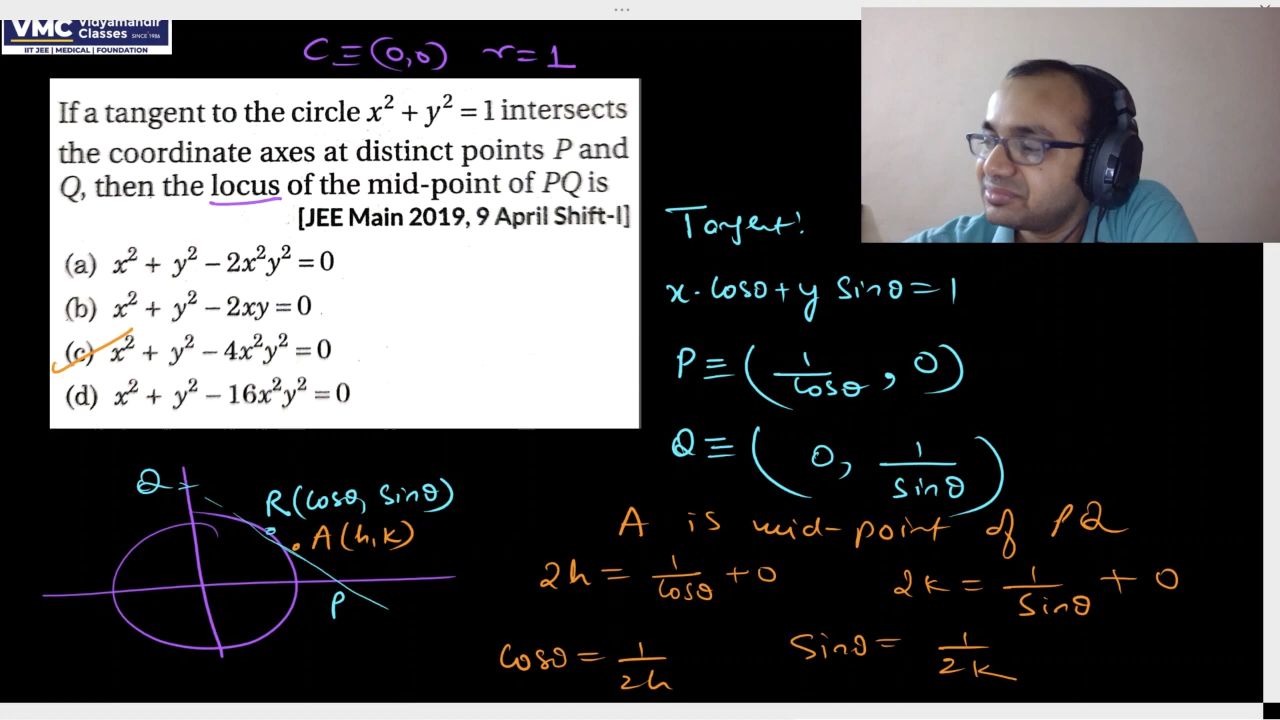 VMC Vidyamandir Classes SINCE 1986
IIT JEE | MEDICAL | FOUNDATION
C ≡ (0,0) r = 1
If a tangent to the circle x² + y² = 1 intersects
the coordinate axes at distinct points P and
Q, then the locus of the mid-point of PQ is
[JEE Main 2019, 9 April Shift-I]
(a) x² + y² − 2x²y² = 0
(b) x² + y² − 2xy = 0
(c) x² + y² − 4x²y² = 0
(d) x² + y² − 16x²y² = 0
Q
R(cosθ, sinθ)
A(h,k)
P
Tangent:
x·cosθ + y sinθ = 1
P ≡ (1/cosθ, 0)
Q ≡ (0, 1/sinθ)
A is mid-point of PQ
2h = 1/cosθ + 0 2k = 1/sinθ + 0
cosθ = 1/2h sinθ = 1/2k